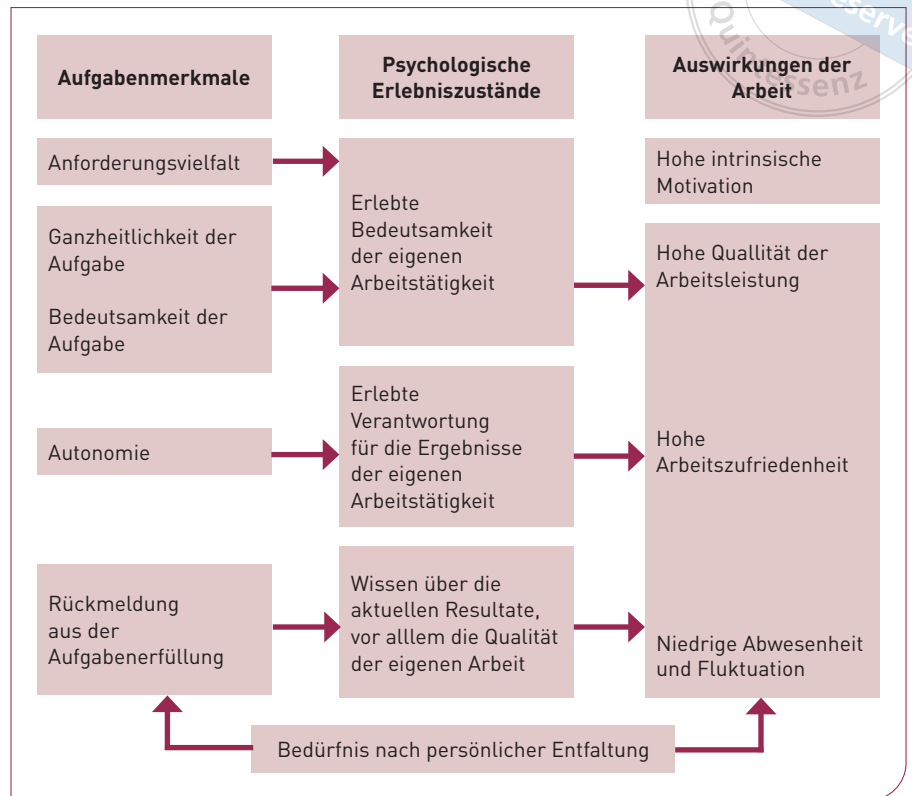 Aufgabenmerkmale
Psychologische
Erlebniszustände
Auswirkungen der
Arbeit
Anforderungsvielfalt
Ganzheitlichkeit der
Aufgabe
Bedeutsamkeit der
Aufgabe
Autonomie
Rückmeldung
aus der
Aufgabenerfüllung
Erlebte
Bedeutsamkeit
der eigenen
Arbeitstätigkeit
Erlebte
Verantwortung
für die Ergebnisse
der eigenen
Arbeitstätigkeit
Wissen über die
aktuellen Resultate,
vor alllem die Qualität
der eigenen Arbeit
Hohe intrinsische
Motivation
Hohe Quallität der
Arbeitsleistung
Hohe
Arbeitszufriedenheit
Niedrige Abwesenheit
und Fluktuation
Bedürfnis nach persönlicher Entfaltung
Quintessenz